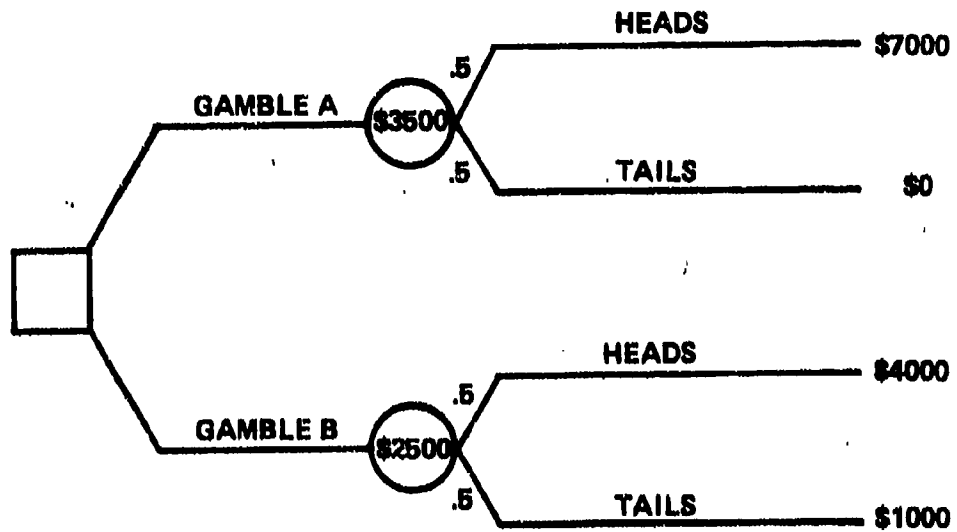 HEADS
$7000
.5
GAMBLE A
$3500
.5
TAILS
$0
HEADS
$4000
.5
GAMBLE B
$2500
.5
TAILS
$1000